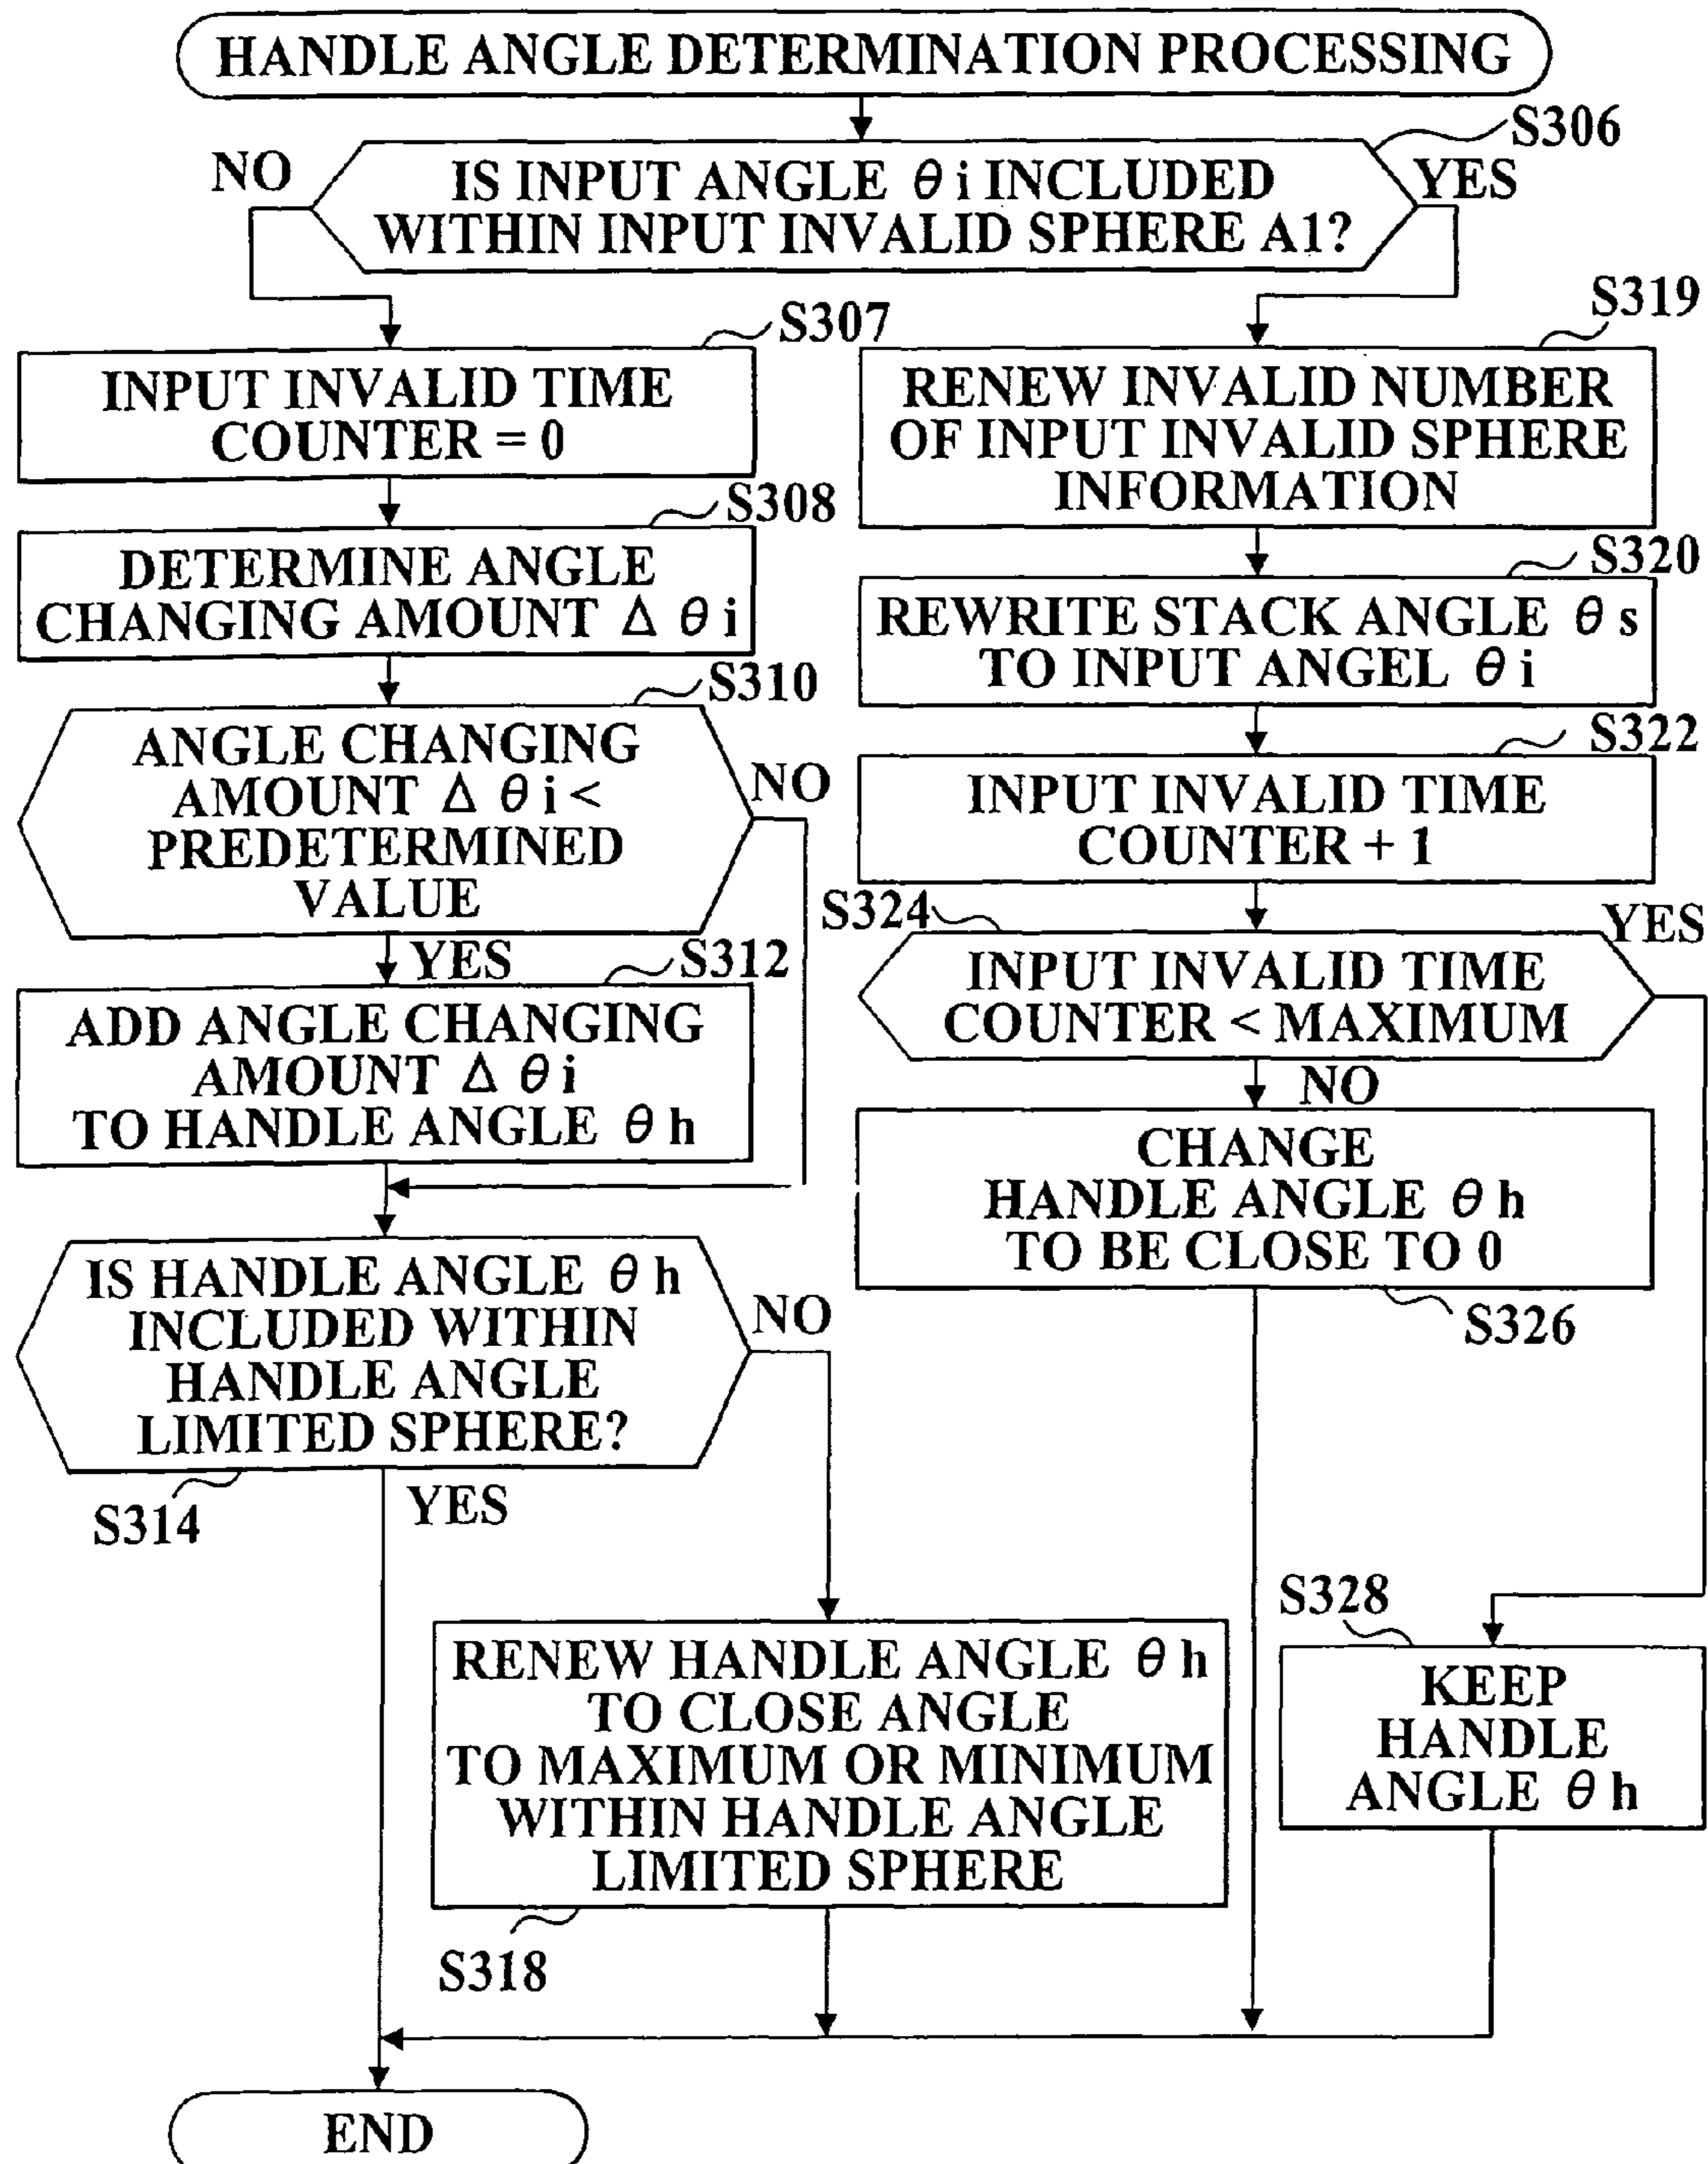 HANDLE ANGLE DETERMINATION PROCESSING
S306
NO
IS INPUT ANGLE θi INCLUDED
WITHIN INPUT INVALID SPHERE A1?
YES
S307
INPUT INVALID TIME
COUNTER = 0
S308
DETERMINE ANGLE
CHANGING AMOUNT Δ θi
S310
ANGLE CHANGING
AMOUNT Δ θi <
PREDETERMINED
VALUE
NO
YES
S312
ADD ANGLE CHANGING
AMOUNT Δ θi
TO HANDLE ANGLE θh
IS HANDLE ANGLE θh
INCLUDED WITHIN
HANDLE ANGLE
LIMITED SPHERE?
NO
S314
YES
RENEW HANDLE ANGLE θh
TO CLOSE ANGLE
TO MAXIMUM OR MINIMUM
WITHIN HANDLE ANGLE
LIMITED SPHERE
S318
S319
RENEW INVALID NUMBER
OF INPUT INVALID SPHERE
INFORMATION
S320
REWRITE STACK ANGLE θs
TO INPUT ANGEL θi
S322
INPUT INVALID TIME
COUNTER + 1
S324
YES
INPUT INVALID TIME
COUNTER < MAXIMUM
NO
CHANGE
HANDLE ANGLE θh
TO BE CLOSE TO 0
S326
S328
KEEP
HANDLE
ANGLE θh
END